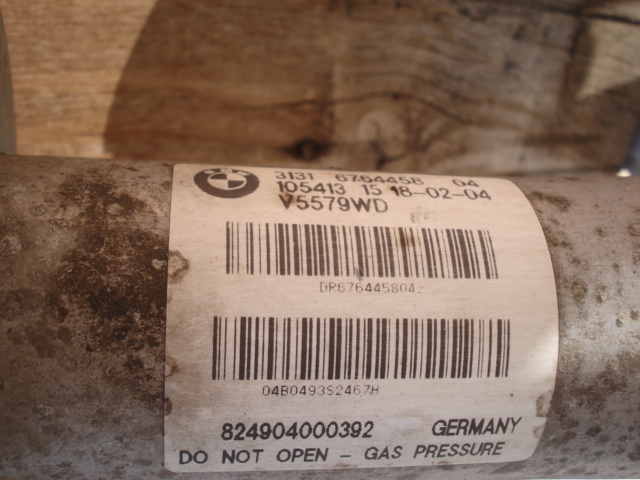 3131 6764458 04
105413 15 18-02-04
V5579WD
DR676445804
04B0493S2467H
824904000392 GERMANY
DO NOT OPEN - GAS PRESSURE